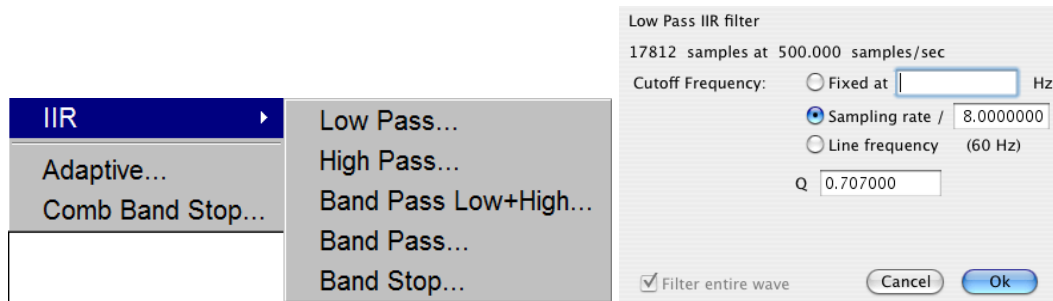 IIR
Adaptive...
Comb Band Stop...
Low Pass...
High Pass...
Band Pass Low+High...
Band Pass...
Band Stop...
Low Pass IIR filter
17812 samples at 500.000 samples/sec
Cutoff Frequency: Fixed at Hz
Sampling rate / 8.0000000
Line frequency (60 Hz)
Q 0.707000
Filter entire wave Cancel Ok